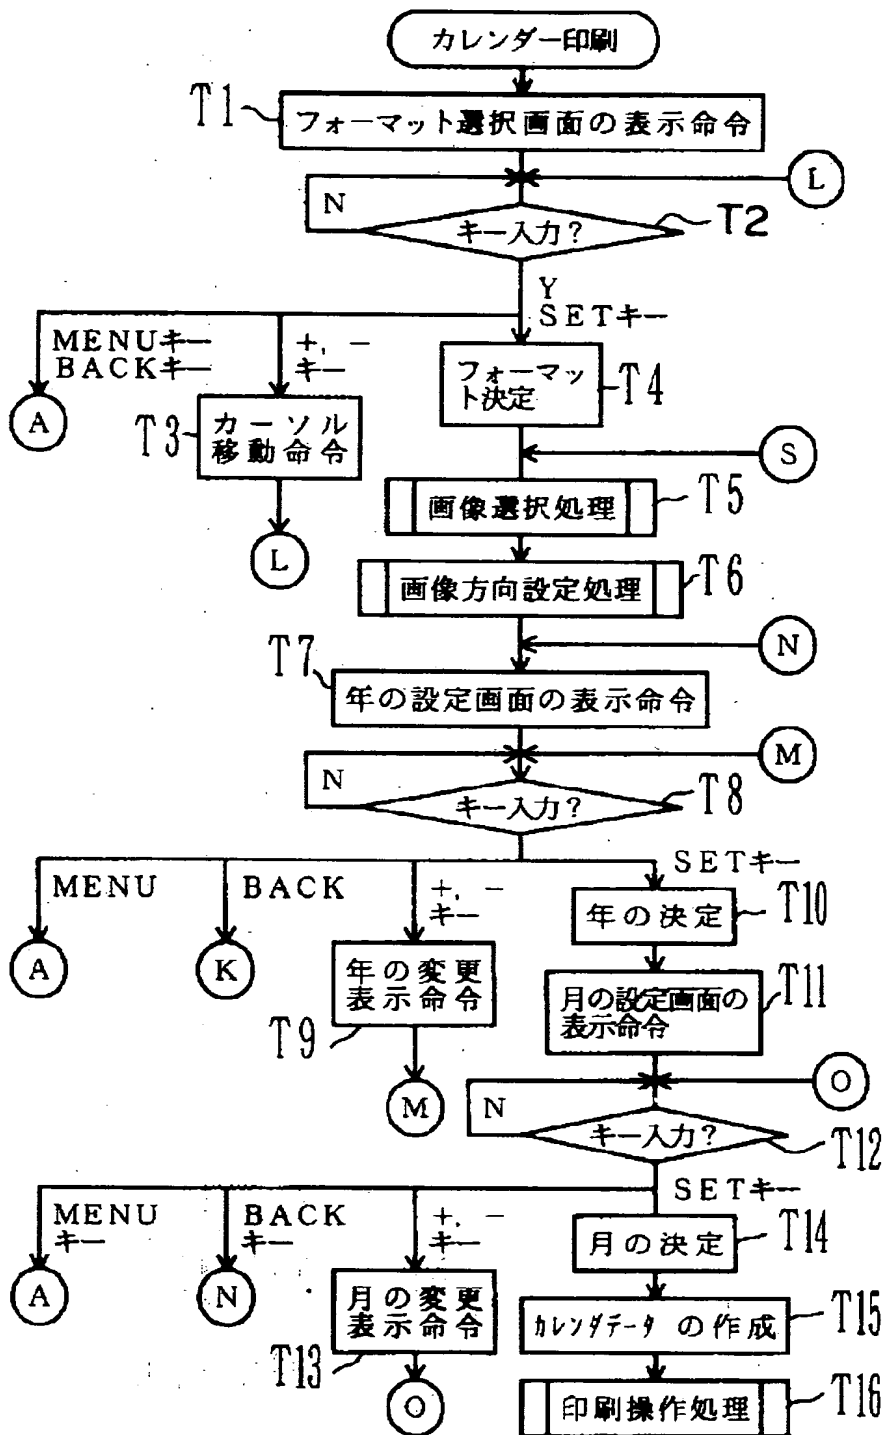 カレンダー印刷
T1
フォーマット選択画面の表示命令
L
N
キー入力?
T2
Y
SETキー
MENUキー
BACKキー
+, -
キー
A
T3
カーソル
移動命令
フォーマッ
ト決定
T4
S
L
画像選択処理
T5
画像方向設定処理
T6
N
T7
年の設定画面の表示命令
M
N
キー入力?
T8
MENU
BACK
+, -
キー
SETキー
A
K
年の変更
表示命令
T9
M
年の決定
T10
月の設定画面の
表示命令
T11
O
N
キー入力?
T12
MENU
キー
BACK
キー
+, -
キー
SETキー
A
N
月の変更
表示命令
T13
O
月の決定
T14
カレンダデータ の作成
T15
印刷操作処理
T16